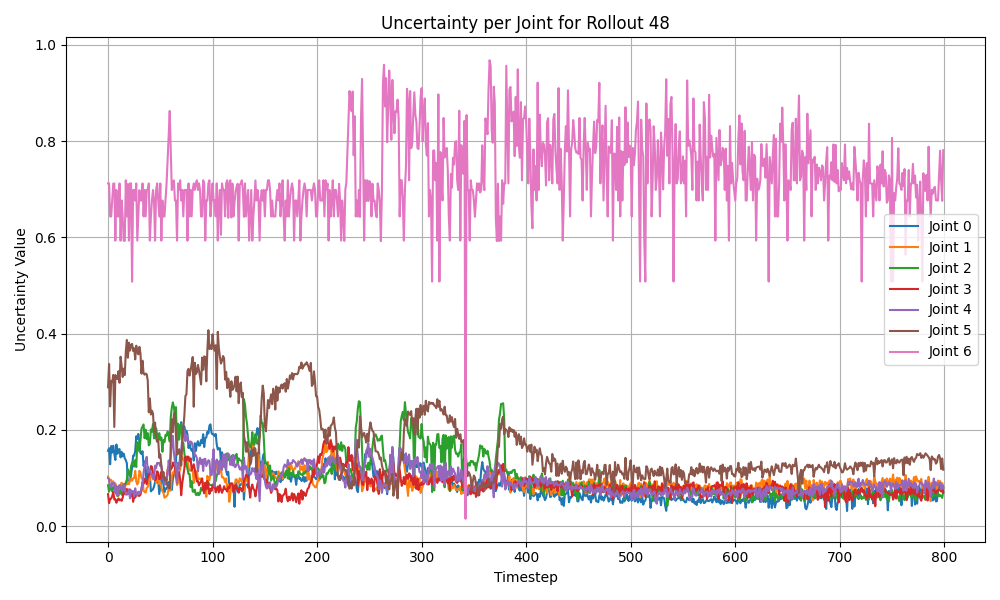 Uncertainty per Joint for Rollout 48
Uncertainty Value
1.0
0.8
0.6
0.4
0.2
0.0
0
100
200
300
400
500
600
700
800
Timestep
Joint 0
Joint 1
Joint 2
Joint 3
Joint 4
Joint 5
Joint 6